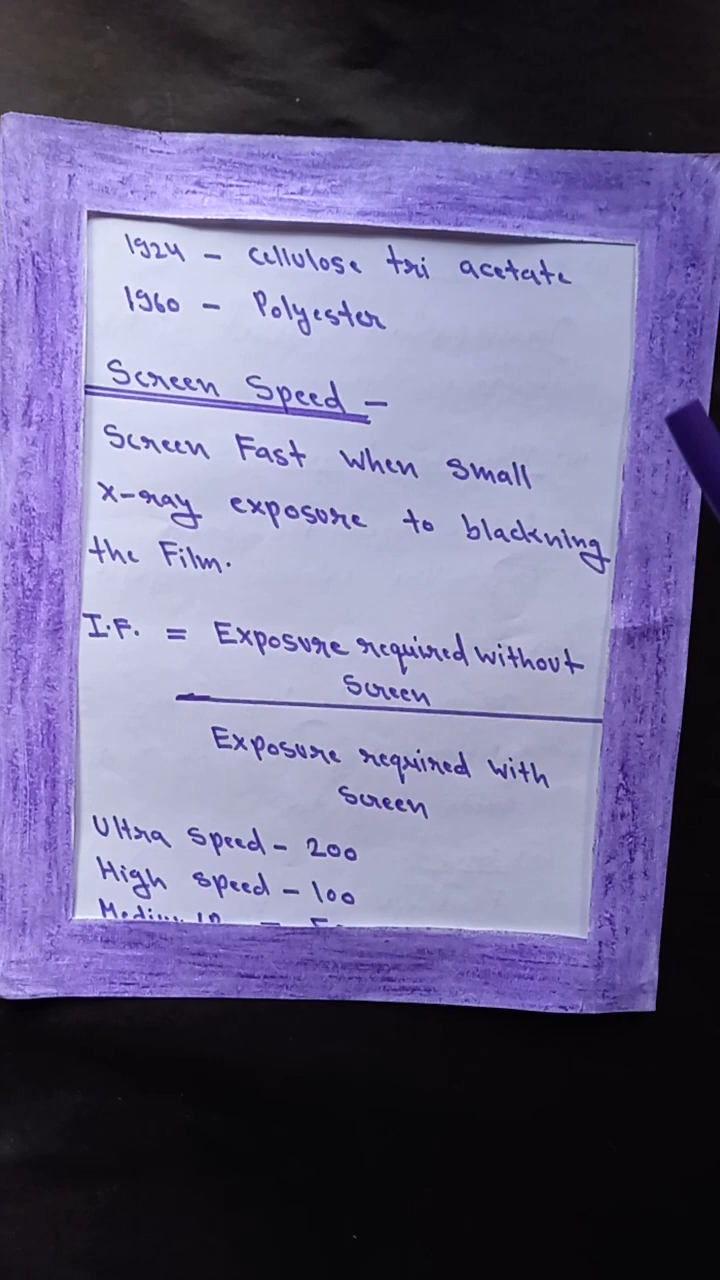 1924 - Cellulose tri acetate
1960 - Polyester
Screen Speed -
Screen Fast when small
x-ray exposure to blackning
the Film.
I.F. = Exposure required without
Screen
Exposure required with
Screen
Ultra speed - 200
High speed - 100